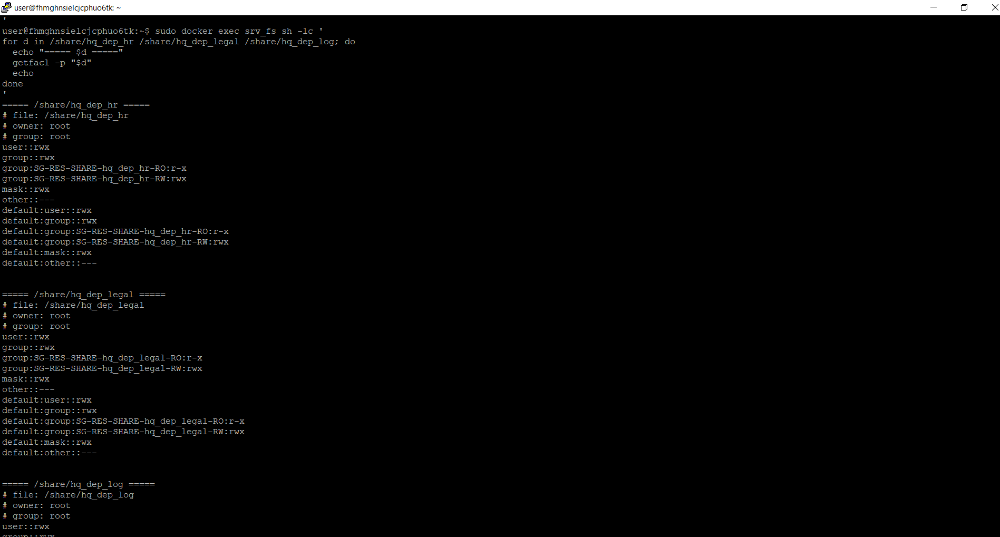 user@fhmghnsielcjcphuo6tk: ~
'
user@fhmghnsielcjcphuo6tk:~$ sudo docker exec srv_fs sh -lc '
for d in /share/hq_dep_hr /share/hq_dep_legal /share/hq_dep_log; do
  echo "===== $d ====="
  getfacl -p "$d"
  echo
done
'
===== /share/hq_dep_hr =====
# file: /share/hq_dep_hr
# owner: root
# group: root
user::rwx
group::rwx
group:SG-RES-SHARE-hq_dep_hr-RO:r-x
group:SG-RES-SHARE-hq_dep_hr-RW:rwx
mask::rwx
other::---
default:user::rwx
default:group::rwx
default:group:SG-RES-SHARE-hq_dep_hr-RO:r-x
default:group:SG-RES-SHARE-hq_dep_hr-RW:rwx
default:mask::rwx
default:other::---
===== /share/hq_dep_legal =====
# file: /share/hq_dep_legal
# owner: root
# group: root
user::rwx
group::rwx
group:SG-RES-SHARE-hq_dep_legal-RO:r-x
group:SG-RES-SHARE-hq_dep_legal-RW:rwx
mask::rwx
other::---
default:user::rwx
default:group::rwx
default:group:SG-RES-SHARE-hq_dep_legal-RO:r-x
default:group:SG-RES-SHARE-hq_dep_legal-RW:rwx
default:mask::rwx
default:other::---
===== /share/hq_dep_log =====
# file: /share/hq_dep_log
# owner: root
# group: root
user::rwx
group::rwx